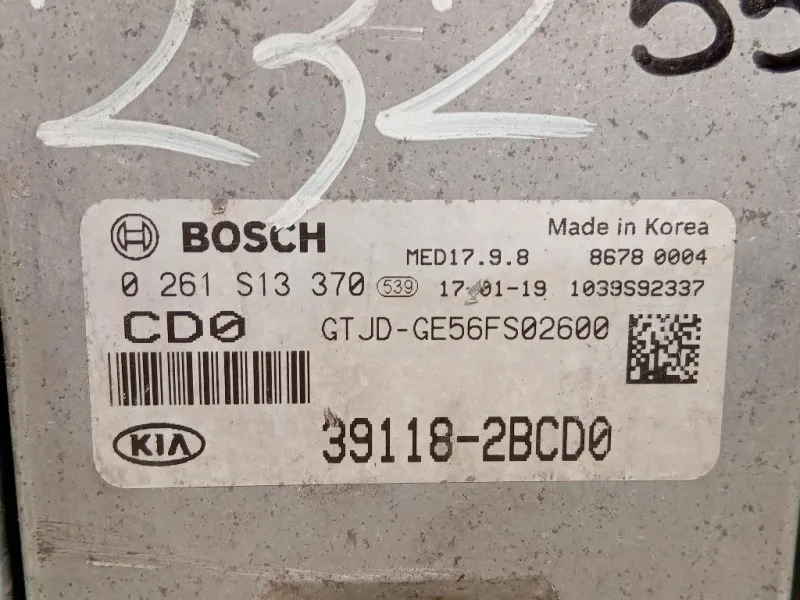 232
BOSCH
Made in Korea
MED17.9.8
8678 0004
0 261 S13 370 539 17-01-19 1039S92337
CD0 GTJD-GE56FS02600
KIA 39118-2BCD0